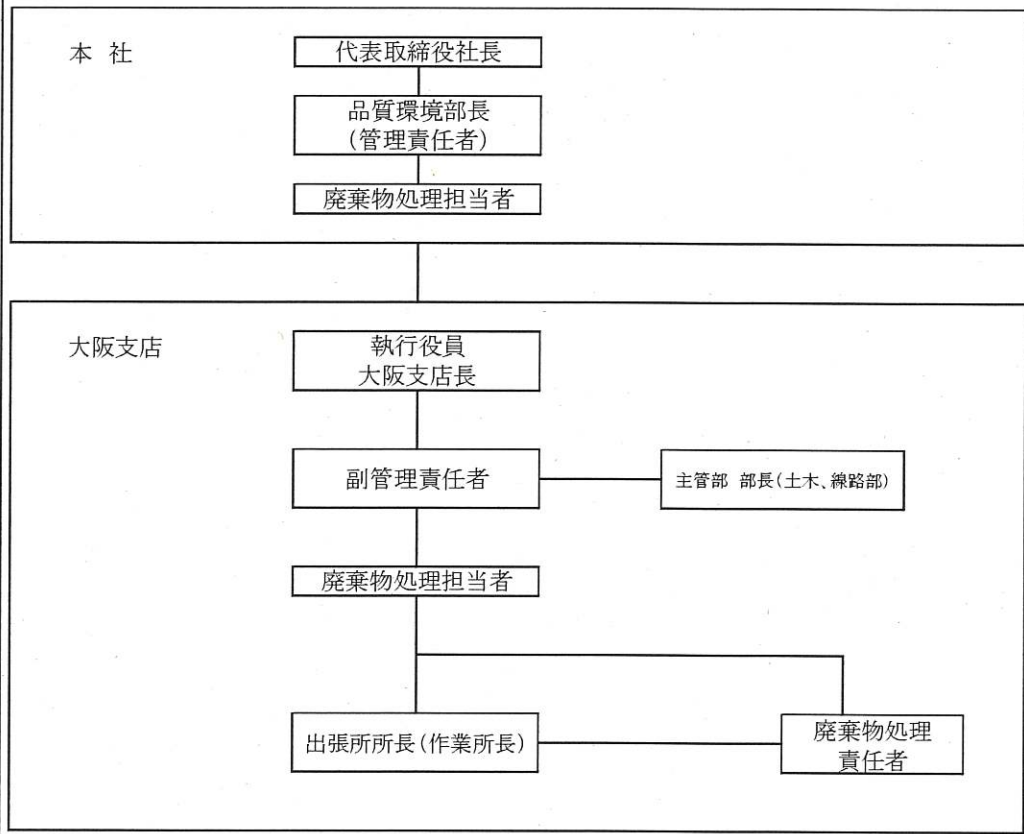 本 社
代表取締役社長
品質環境部長
(管理責任者)
廃棄物処理担当者
大阪支店
執行役員
大阪支店長
副管理責任者
主管部 部長(土木、線路部)
廃棄物処理担当者
出張所所長(作業所長)
廃棄物処理
責任者